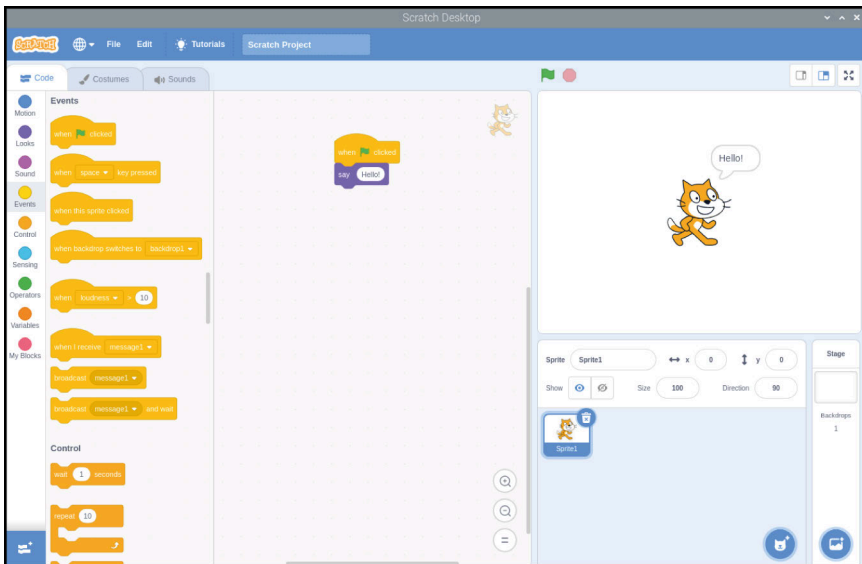 Scratch Desktop
SCRATCH File Edit Tutorials Scratch Project
Code Costumes Sounds
Motion
Looks
Sound
Events
Control
Sensing
Operators
Variables
My Blocks
Events
when clicked
when space key pressed
when this sprite clicked
when backdrop switches to backdrop1
when loudness > 10
when I receive message1
broadcast message1
broadcast message1 and wait
Control
wait 1 seconds
repeat 10
when clicked
say Hello!
Hello!
Sprite Sprite1 x 0 y 0
Show Size 100 Direction 90
Sprite1
Stage
Backdrops
1